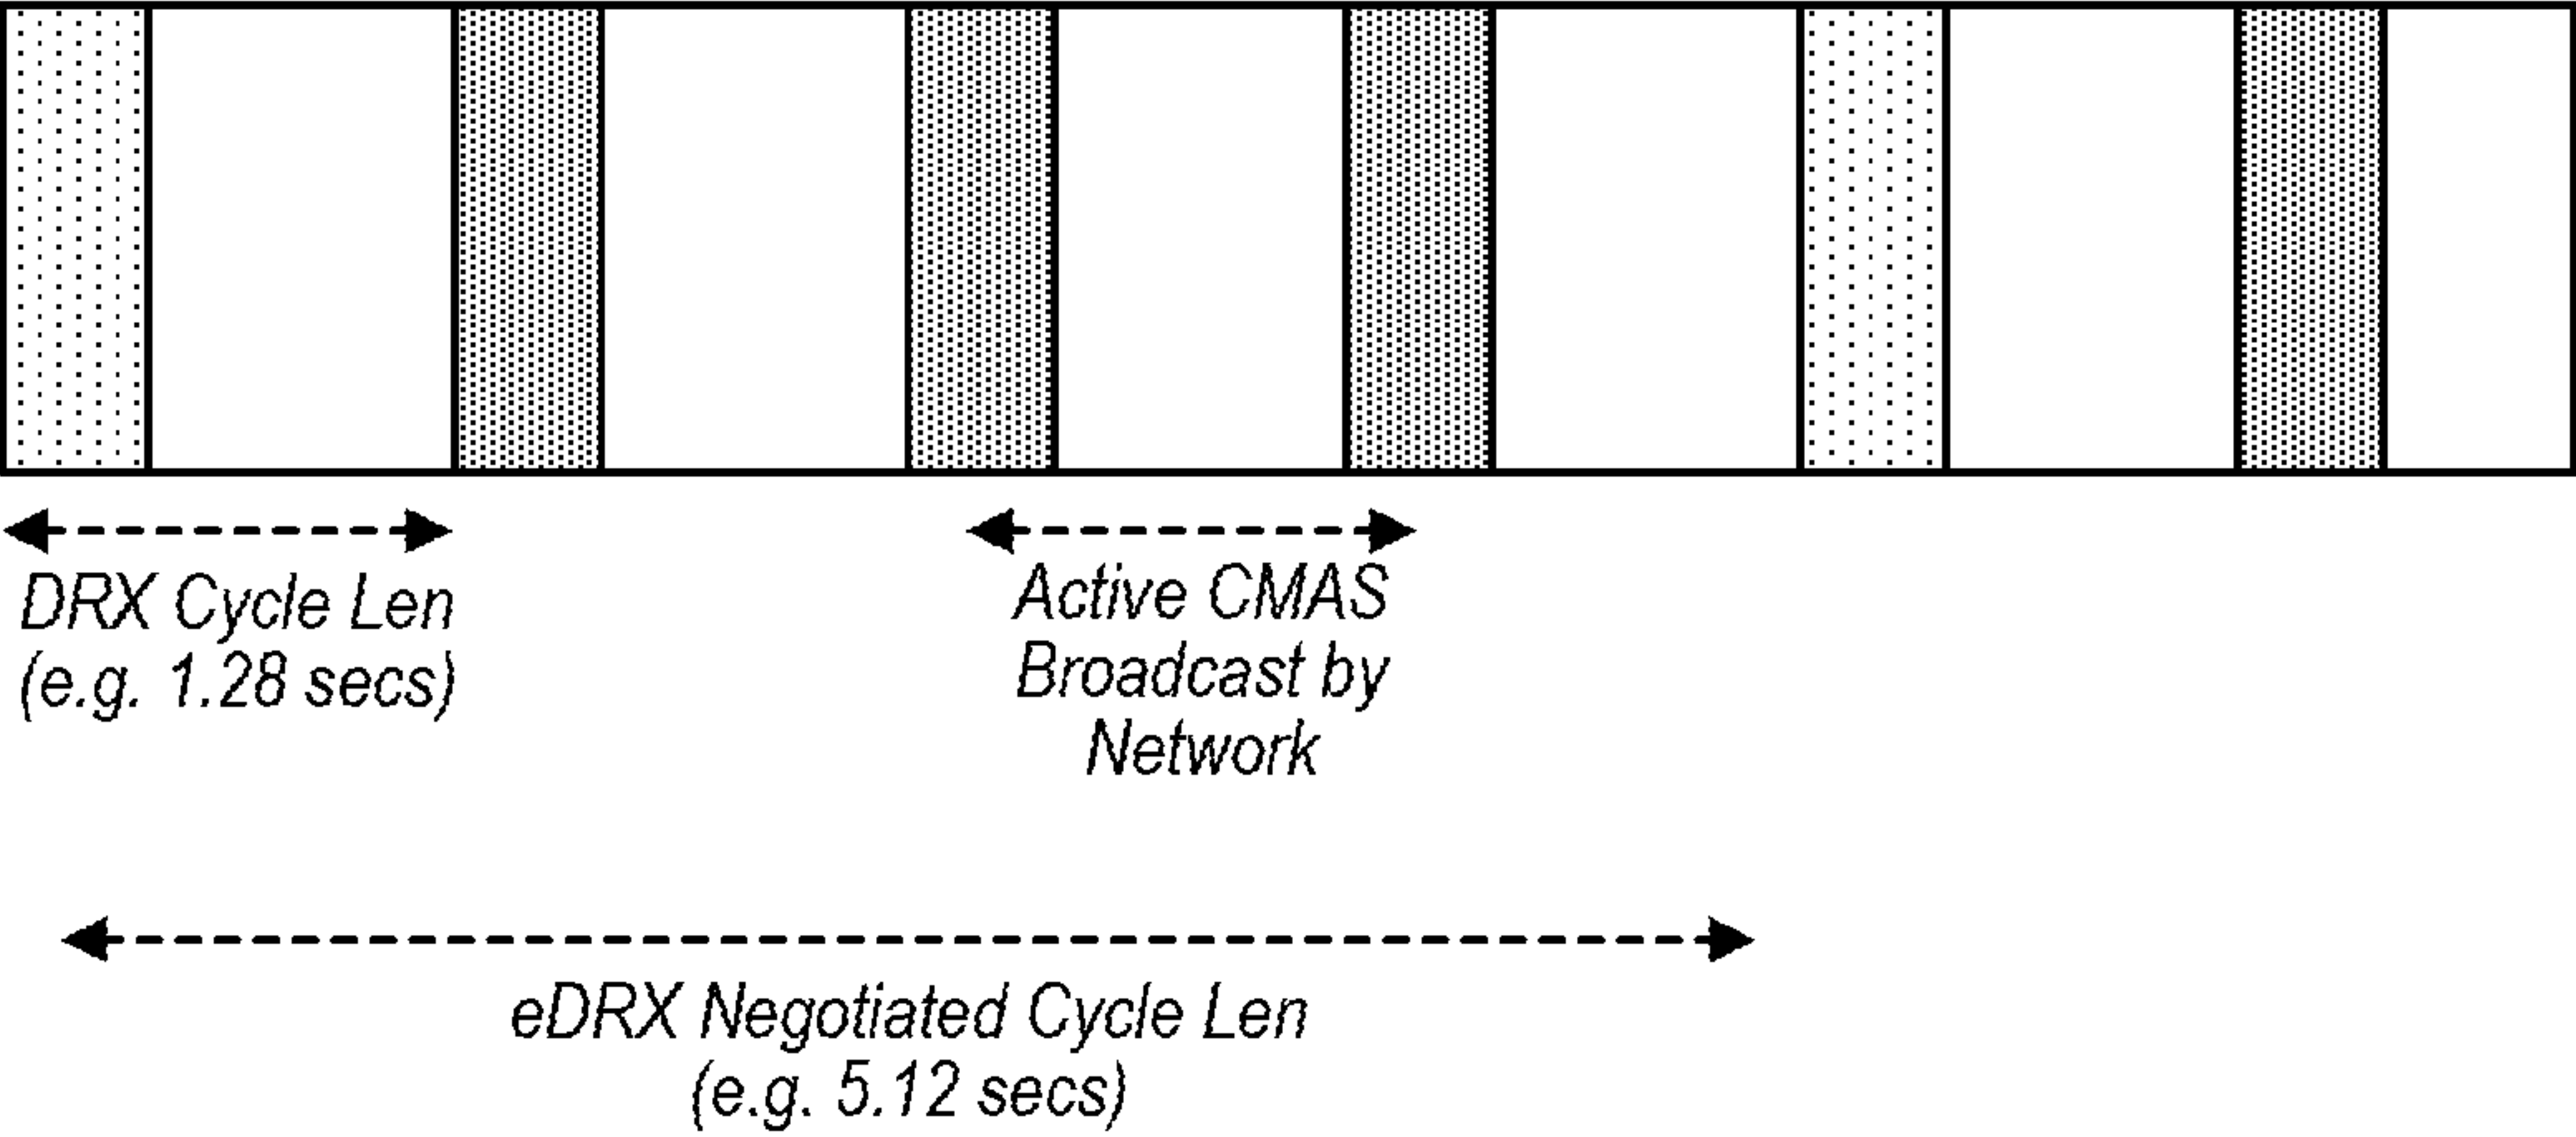 DRX Cycle Len
(e.g. 1.28 secs)
Active CMAS
Broadcast by
Network
eDRX Negotiated Cycle Len
(e.g. 5.12 secs)